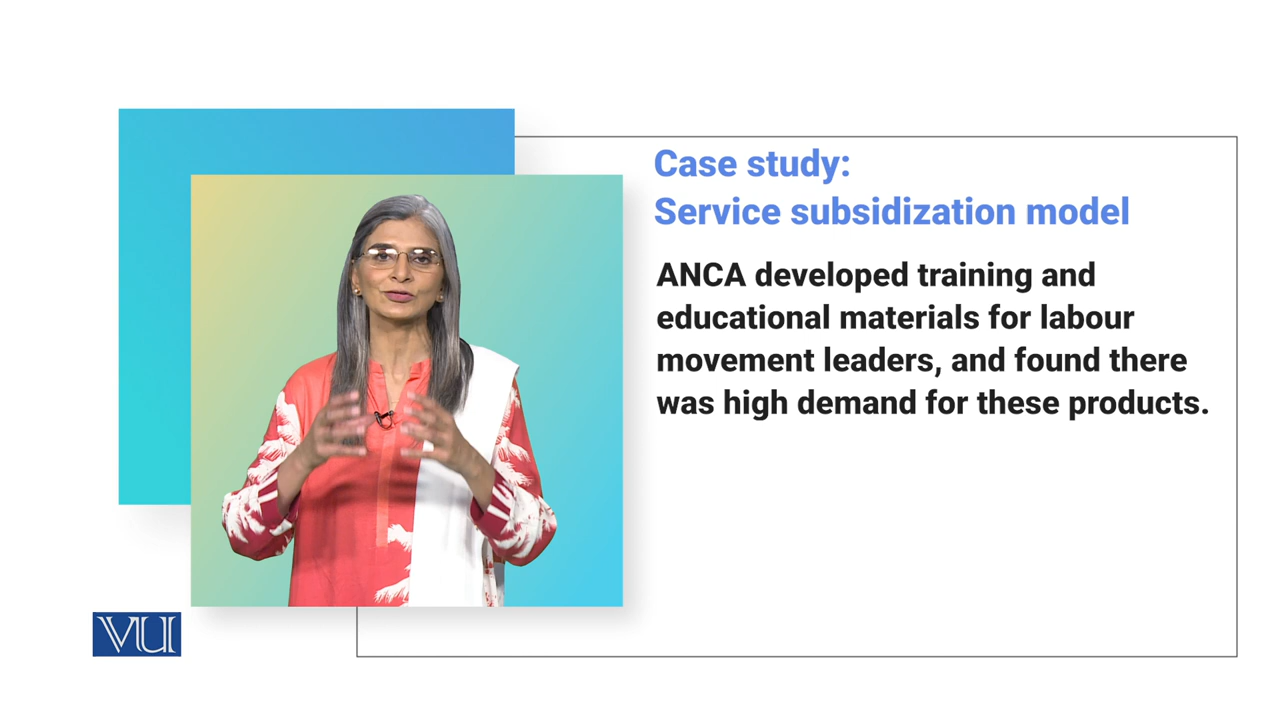 Case study:
Service subsidization model
ANCA developed training and
educational materials for labour
movement leaders, and found there
was high demand for these products.
VU